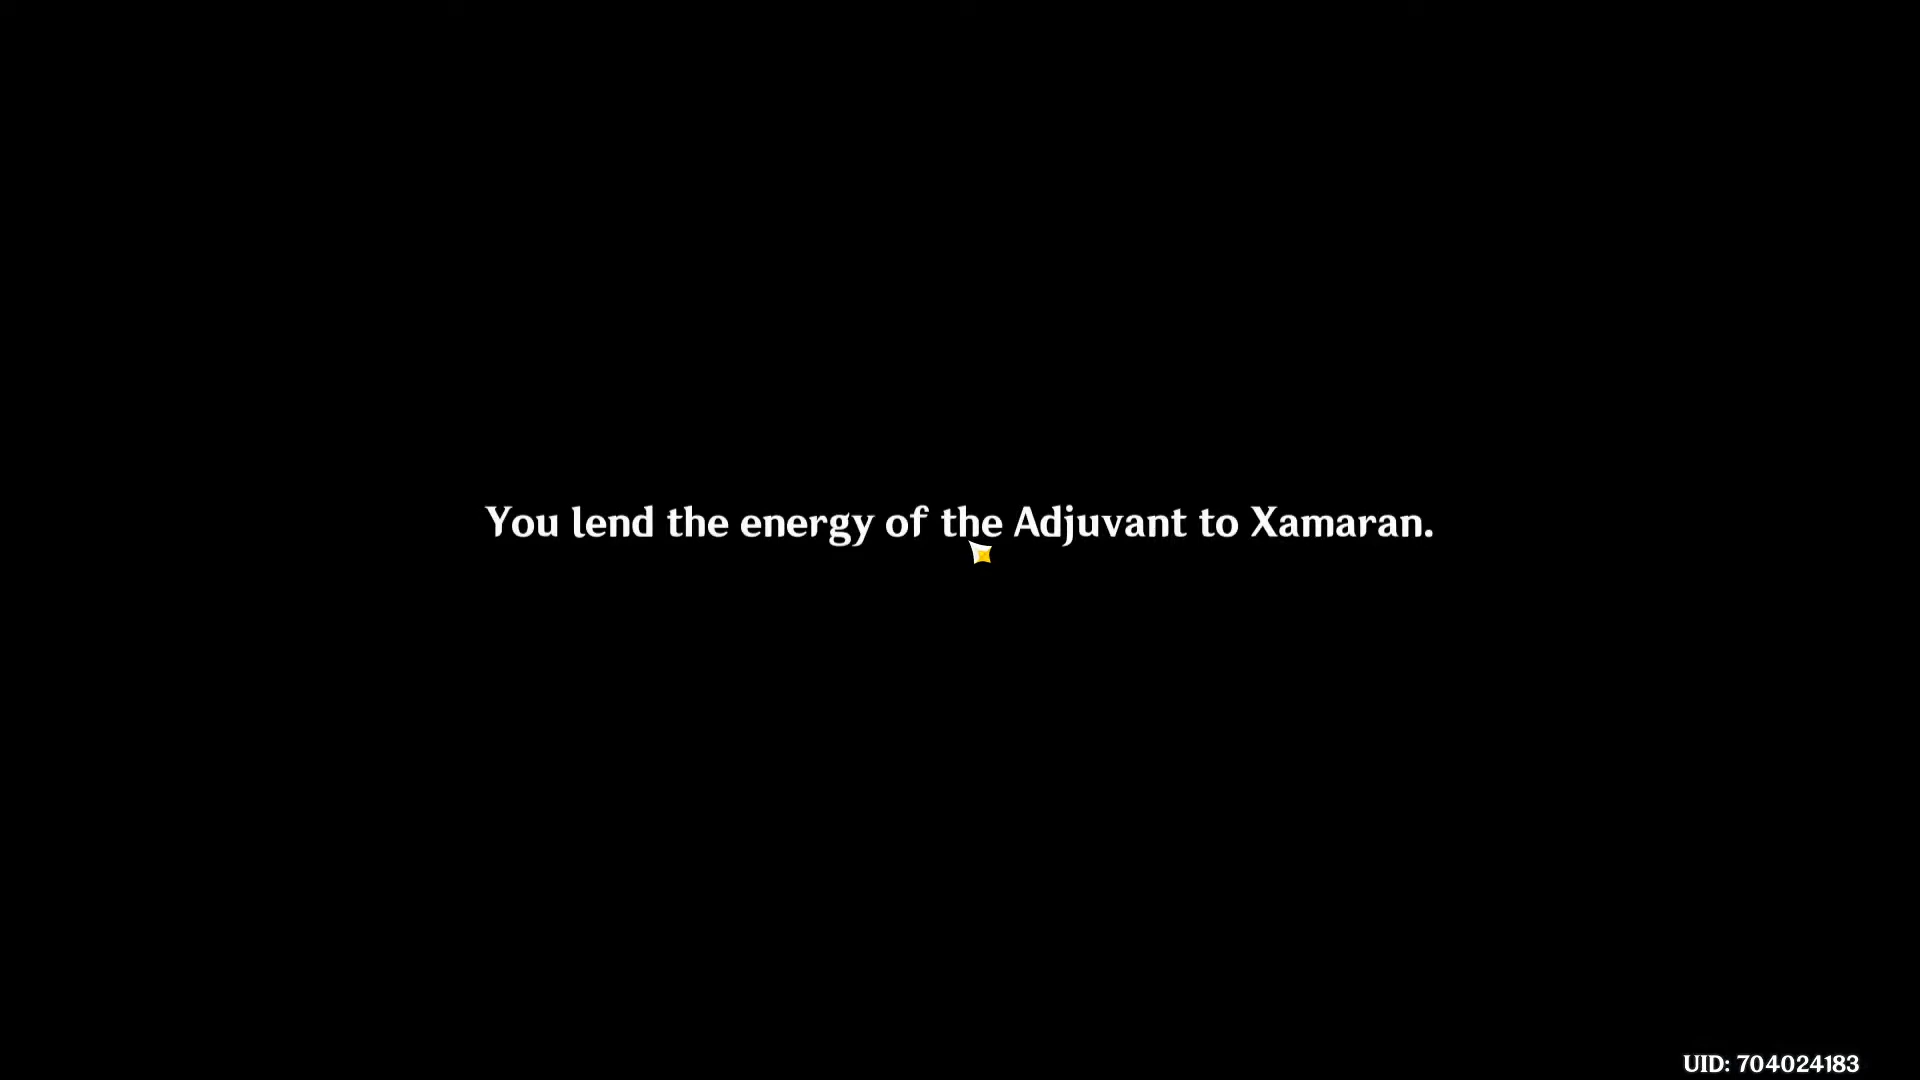 You lend the energy of the Adjuvant to Xamaran.
UID: 704024183